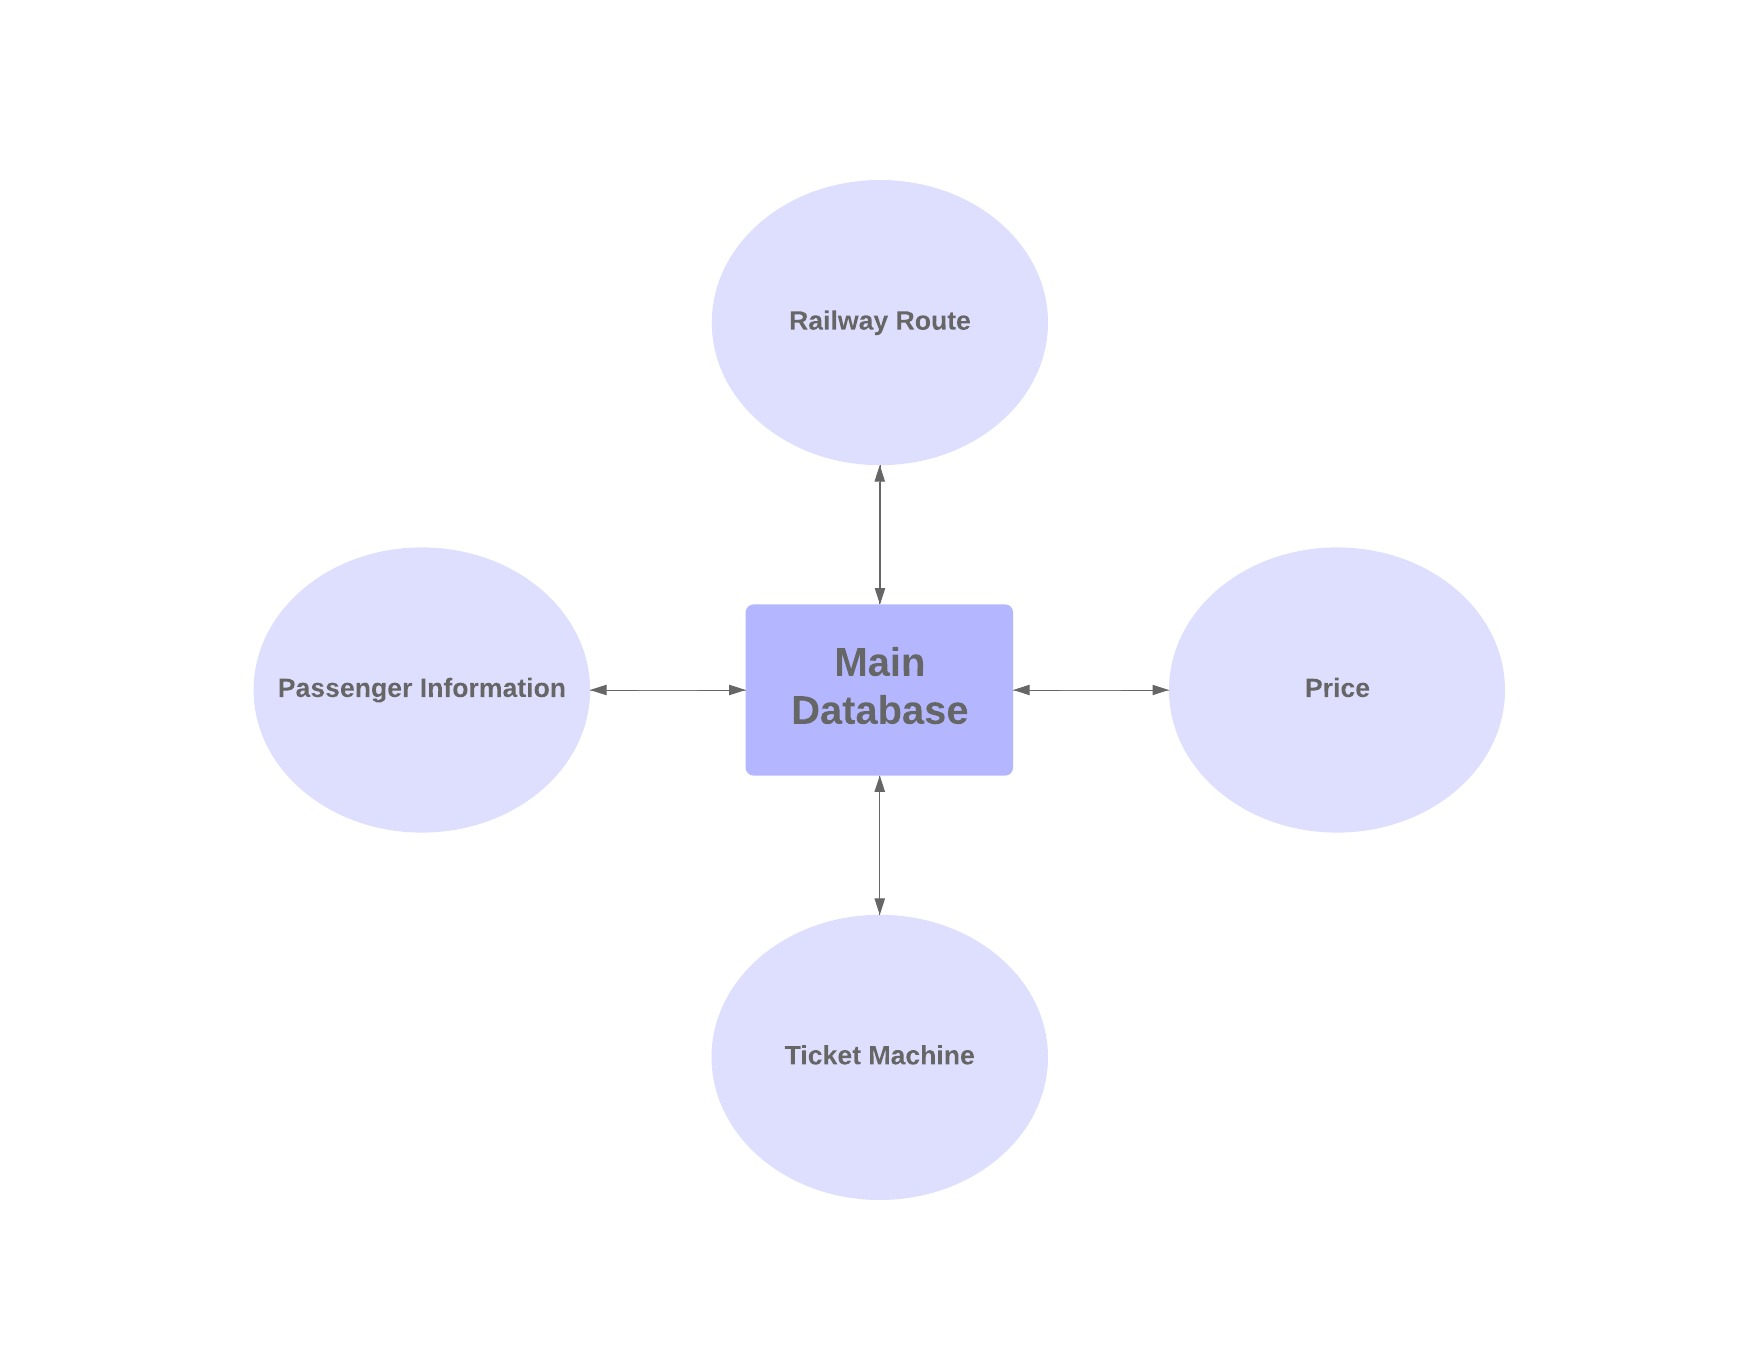 Railway Route
Passenger Information
Main
Database
Price
Ticket Machine